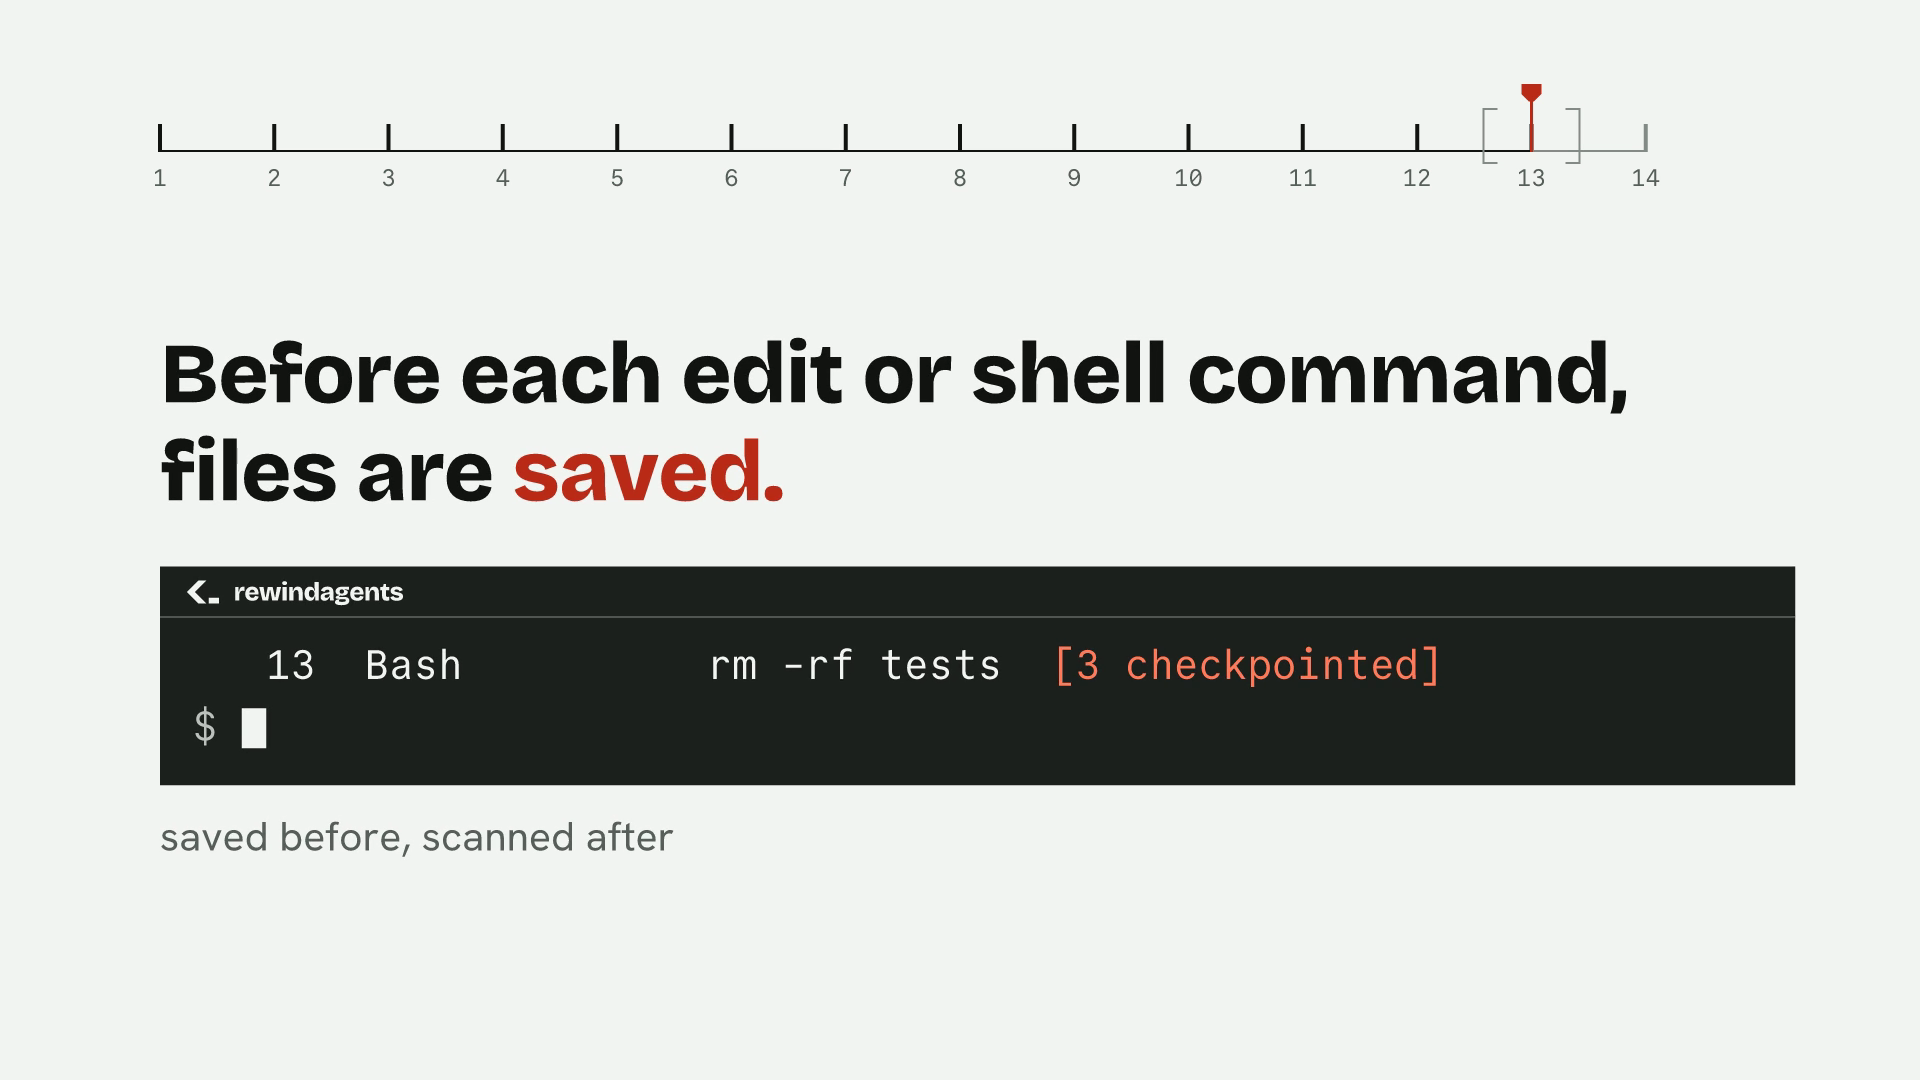 1 2 3 4 5 6 7 8 9 10 11 12 13 14
Before each edit or shell command,
files are saved.
rewindagents
13 Bash rm -rf tests [3 checkpointed]
$
saved before, scanned after